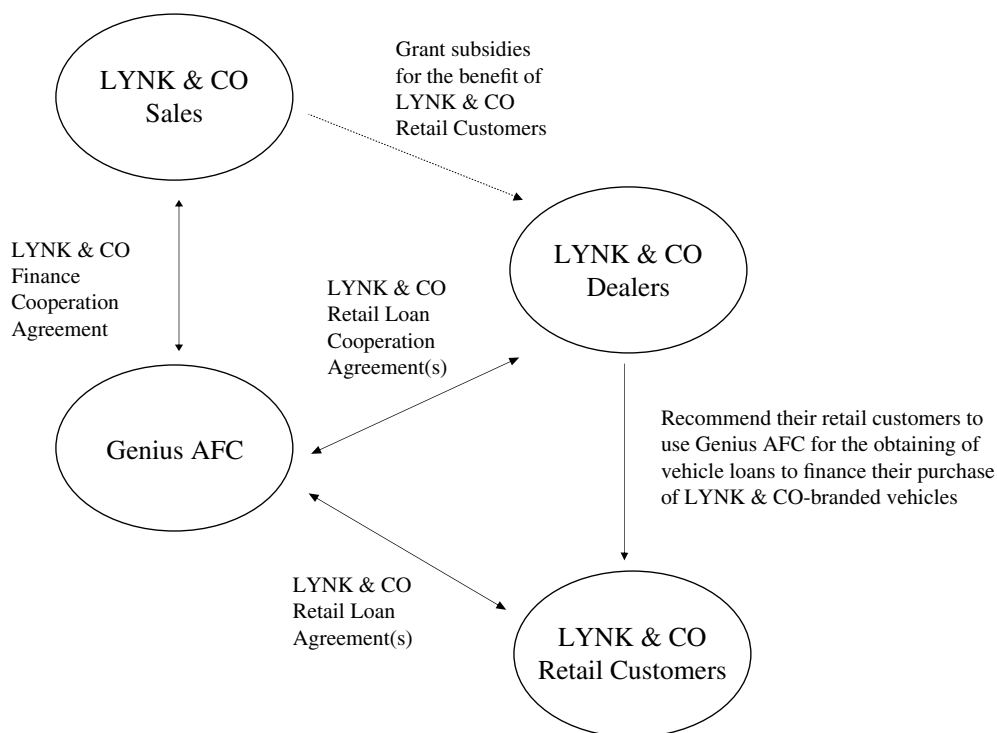 LYNK & CO
Sales
Grant subsidies
for the benefit of
LYNK & CO
Retail Customers
LYNK & CO
Finance
Cooperation
Agreement
LYNK & CO
Dealers
LYNK & CO
Retail Loan
Cooperation
Agreement(s)
Genius AFC
Recommend their retail customers to
use Genius AFC for the obtaining of
vehicle loans to finance their purchase
of LYNK & CO-branded vehicles
LYNK & CO
Retail Loan
Agreement(s)
LYNK & CO
Retail Customers